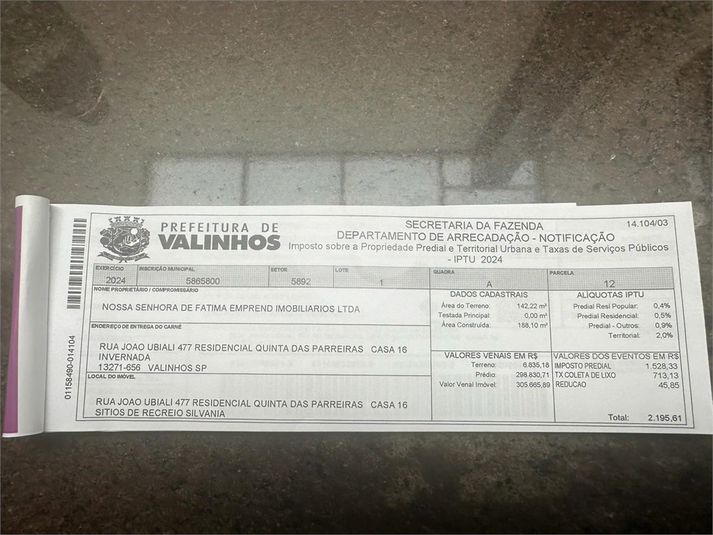 PREFEITURA DE
VALINHOS
SECRETARIA DA FAZENDA
14.104/03
DEPARTAMENTO DE ARRECADAÇÃO - NOTIFICAÇÃO
Imposto sobre a Propriedade Predial e Territorial Urbana e Taxas de Serviços Públicos
- IPTU 2024
EXERCÍCIO INSCRIÇÃO MUNICIPAL SETOR LOTE QUADRA PARCELA
2024 5865800 5892 1 A 12
NOME PROPRIETÁRIO / COMPROMISSÁRIO
NOSSA SENHORA DE FATIMA EMPREND IMOBILIARIOS LTDA
ENDEREÇO DE ENTREGA DO CARNÊ
RUA JOAO UBIALI 477 RESIDENCIAL QUINTA DAS PARREIRAS CASA 16
INVERNADA
13271-656 VALINHOS SP
LOCAL DO IMÓVEL
RUA JOAO UBIALI 477 RESIDENCIAL QUINTA DAS PARREIRAS CASA 16
SITIOS DE RECREIO SILVANIA
DADOS CADASTRAIS
Área do Terreno: 142,22 m²
Testada Principal: 0,00 m²
Área Construída: 188,10 m²
ALÍQUOTAS IPTU
Predial Resi Popular: 0,4%
Predial Residencial: 0,5%
Predial - Outros: 0,9%
Territorial: 2,0%
VALORES VENAIS EM R$
Terreno: 6.835,18
Prédio: 298.830,71
Valor Venal Imóvel: 305.665,89
VALORES DOS EVENTOS EM R$
IMPOSTO PREDIAL 1.528,33
TX COLETA DE LIXO 713,13
REDUCAO 45,85
Total: 2.195,61
01158490-014104